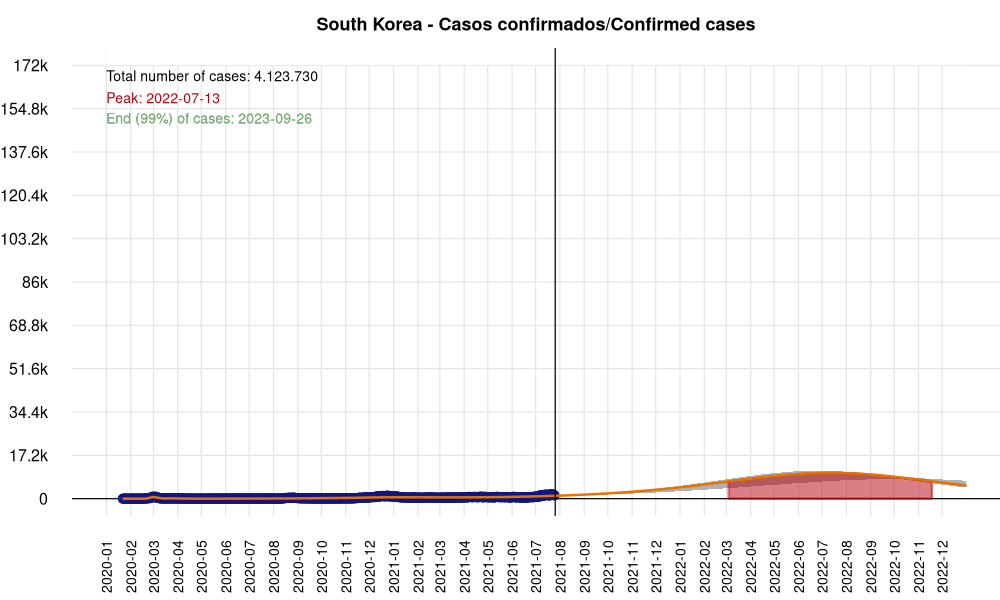 South Korea - Casos confirmados/Confirmed cases
Total number of cases: 4.123.730
Peak: 2022-07-13
End (99%) of cases: 2023-09-26
172k
154.8k
137.6k
120.4k
103.2k
86k
68.8k
51.6k
34.4k
17.2k
0
2020-01
2020-02
2020-03
2020-04
2020-05
2020-06
2020-07
2020-08
2020-09
2020-10
2020-11
2020-12
2021-01
2021-02
2021-03
2021-04
2021-05
2021-06
2021-07
2021-08
2021-09
2021-10
2021-11
2021-12
2022-01
2022-02
2022-03
2022-04
2022-05
2022-06
2022-07
2022-08
2022-09
2022-10
2022-11
2022-12